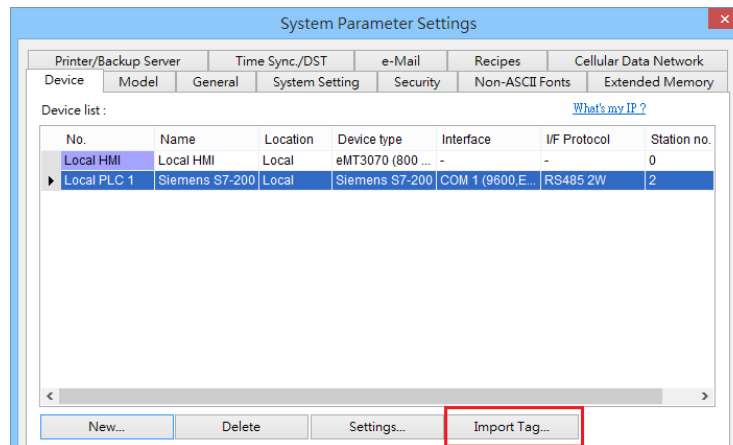 System Parameter Settings
Printer/Backup Server Time Sync./DST e-Mail Recipes Cellular Data Network
Device Model General System Setting Security Non-ASCII Fonts Extended Memory
Device list : What's my IP ?
No. Name Location Device type Interface I/F Protocol Station no.
Local HMI Local HMI Local eMT3070 (800 ... - - 0
Local PLC 1 Siemens S7-200 Local Siemens S7-200 COM 1 (9600,E... RS485 2W 2
New... Delete Settings... Import Tag...